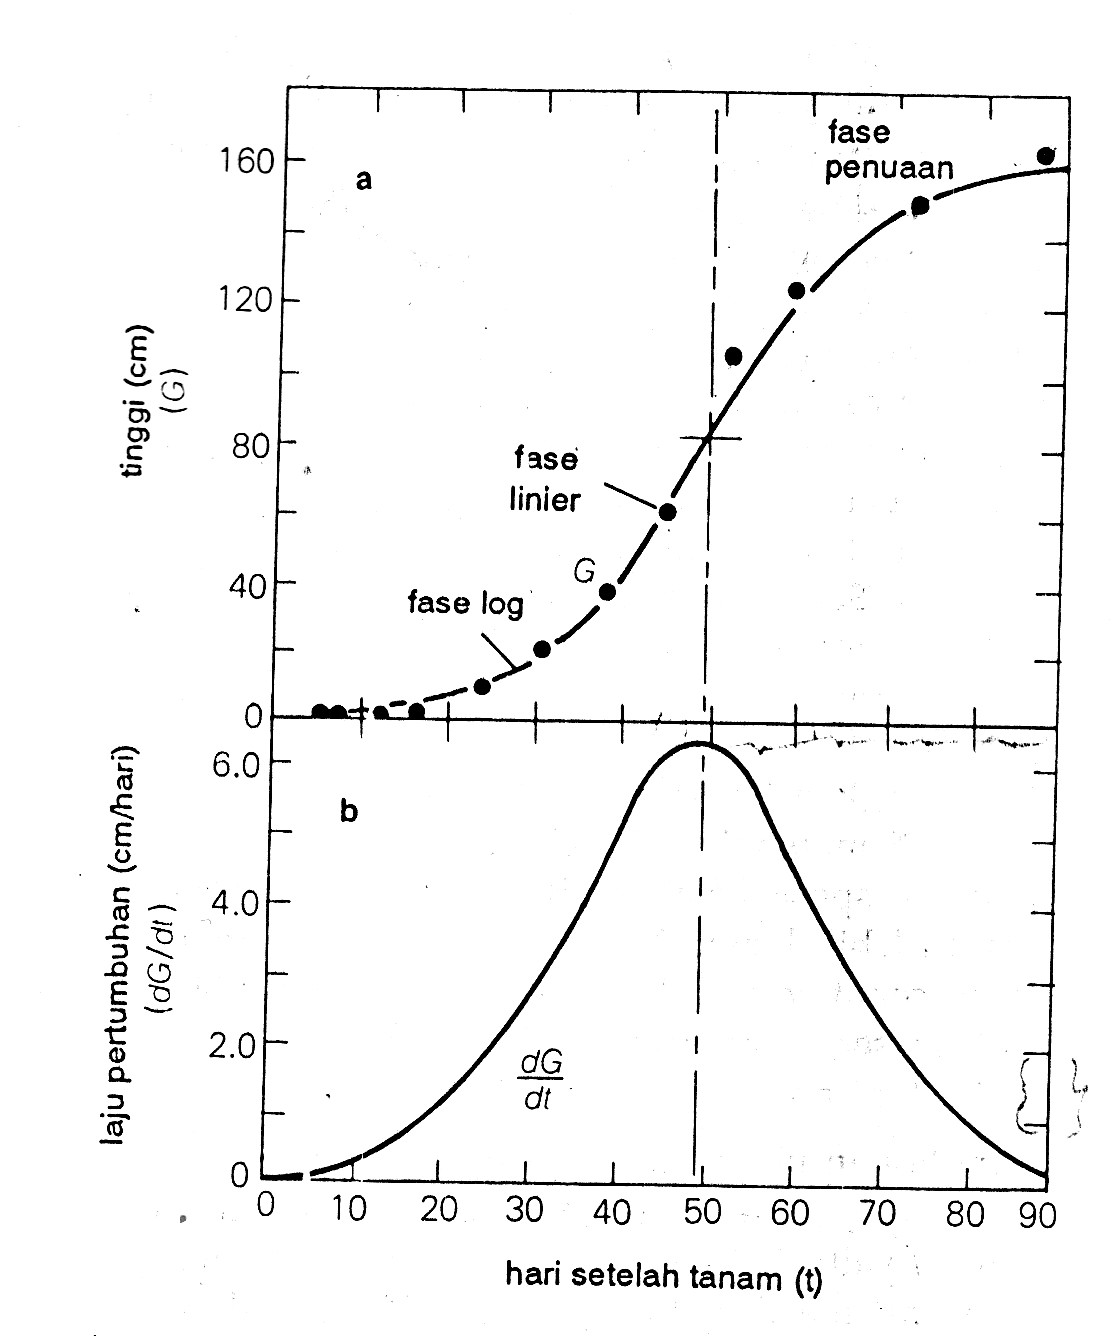 160
120
80
40
0
tinggi (cm)
(G)
a
fase
penuaan
fase
linier
G
fase log
6.0
4.0
2.0
0
laju pertumbuhan (cm/hari)
(dG/dt)
b
dG
dt
0 10 20 30 40 50 60 70 80 90
hari setelah tanam (t)